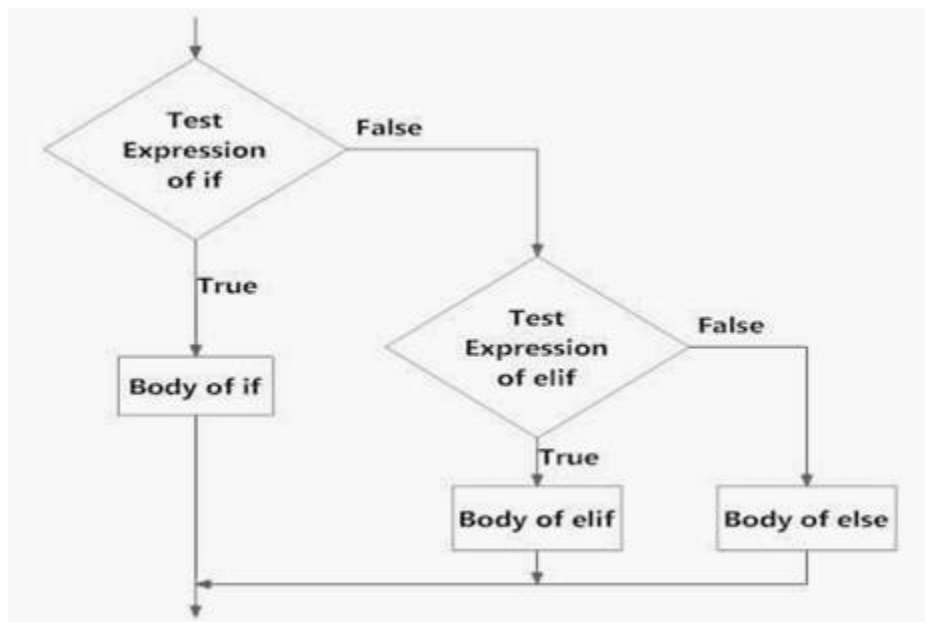 Test
Expression
of if
False
True
Body of if
Test
Expression
of elif
False
True
Body of elif
Body of else